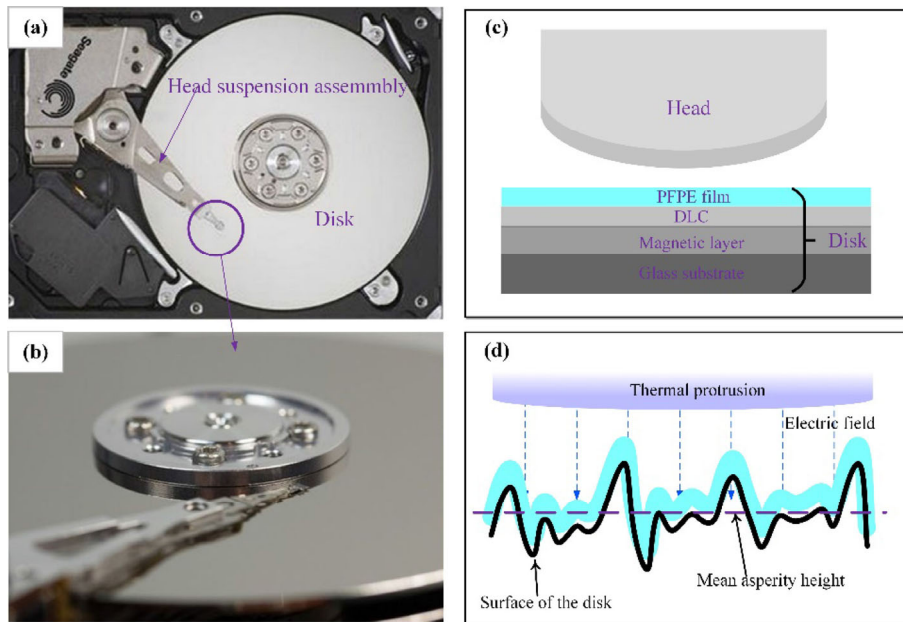 (a)
Seagate
Head suspension assemmbly
Disk
(b)
(c)
Head
PFPE film
DLC
Magnetic layer
Glass substrate
Disk
(d)
Thermal protrusion
Electric field
Mean asperity height
Surface of the disk